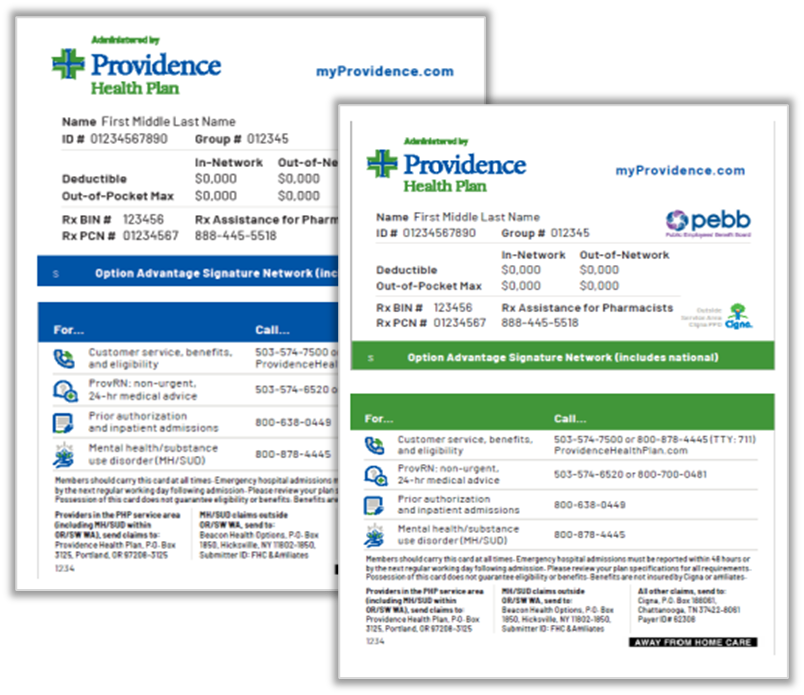 Administered by
Providence
Health Plan
myProvidence.com
Name First Middle Last Name
ID # 01234567890 Group # 012345
In-Network Out-of-Ne
Deductible $0,000 $0,000
Out-of-Pocket Max $0,000 $0,000
Rx BIN # 123456 Rx Assistance for Pharm
Rx PCN # 01234567 888-445-5518
S Option Advantage Signature Network (inc
For... Call...
Customer service, benefits, 503-574-7500 o
and eligibility ProvidenceHeal
ProvRN: non-urgent, 503-574-6520 o
24-hr medical advice
Prior authorization 800-638-0449
and inpatient admissions
Mental health/substance 800-878-4445
use disorder (MH/SUD)
Members should carry this card at all times. Emergency hospital admissions m
by the next regular working day following admission. Please review your plan s
Possession of this card does not guarantee eligibility or benefits. Benefits are
Providers in the PHP service area MH/SUD claims outside
(including MH/SUD within OR/SW WA, send to:
OR/SW WA), send claims to: Beacon Health Options, P.O. Box
Providence Health Plan, P.O. Box 1850, Hicksville, NY 11802-1850,
3125, Portland, OR 97208-3125 Submitter ID: FHC &Amliates
1234
Administered by
Providence
Health Plan
myProvidence.com
Name First Middle Last Name
ID # 01234567890 Group # 012345
pebb
Public Employees' Benefit Board
In-Network Out-of-Network
Deductible $0,000 $0,000
Out-of-Pocket Max $0,000 $0,000
Rx BIN # 123456 Rx Assistance for Pharmacists
Rx PCN # 01234567 888-445-5518
Outside
Service Area
Cigna PPO
Cigna.
S Option Advantage Signature Network (includes national)
For... Call...
Customer service, benefits, 503-574-7500 or 800-878-4445 (TTY: 711)
and eligibility ProvidenceHealthPlan.com
ProvRN: non-urgent, 503-574-6520 or 800-700-0481
24-hr medical advice
Prior authorization 800-638-0449
and inpatient admissions
Mental health/substance 800-878-4445
use disorder (MH/SUD)
Members should carry this card at all times. Emergency hospital admissions must be reported within 48 hours or
by the next regular working day following admission. Please review your plan specifications for all requirements.
Possession of this card does not guarantee eligibility or benefits. Benefits are not insured by Cigna or amliates.
Providers in the PHP service area MH/SUD claims outside All other claims, send to:
(including MH/SUD within OR/SW WA, send to: Cigna, P.O. Box 188061,
OR/SW WA), send claims to: Beacon Health Options, P.O. Box Chattanooga, TN 37422-8061
Providence Health Plan, P.O. Box 1850, Hicksville, NY 11802-1850, Payer ID# 62308
3125, Portland, OR 97208-3125 Submitter ID: FHC &Amliates
1234 AWAY FROM HOME CARE